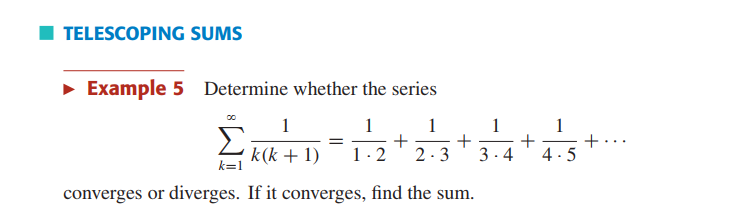 TELESCOPING SUMS
▶ Example 5 Determine whether the series
∞∑k=1 1/k(k + 1) = 1/1 · 2 + 1/2 · 3 + 1/3 · 4 + 1/4 · 5 + · · ·
converges or diverges. If it converges, find the sum.